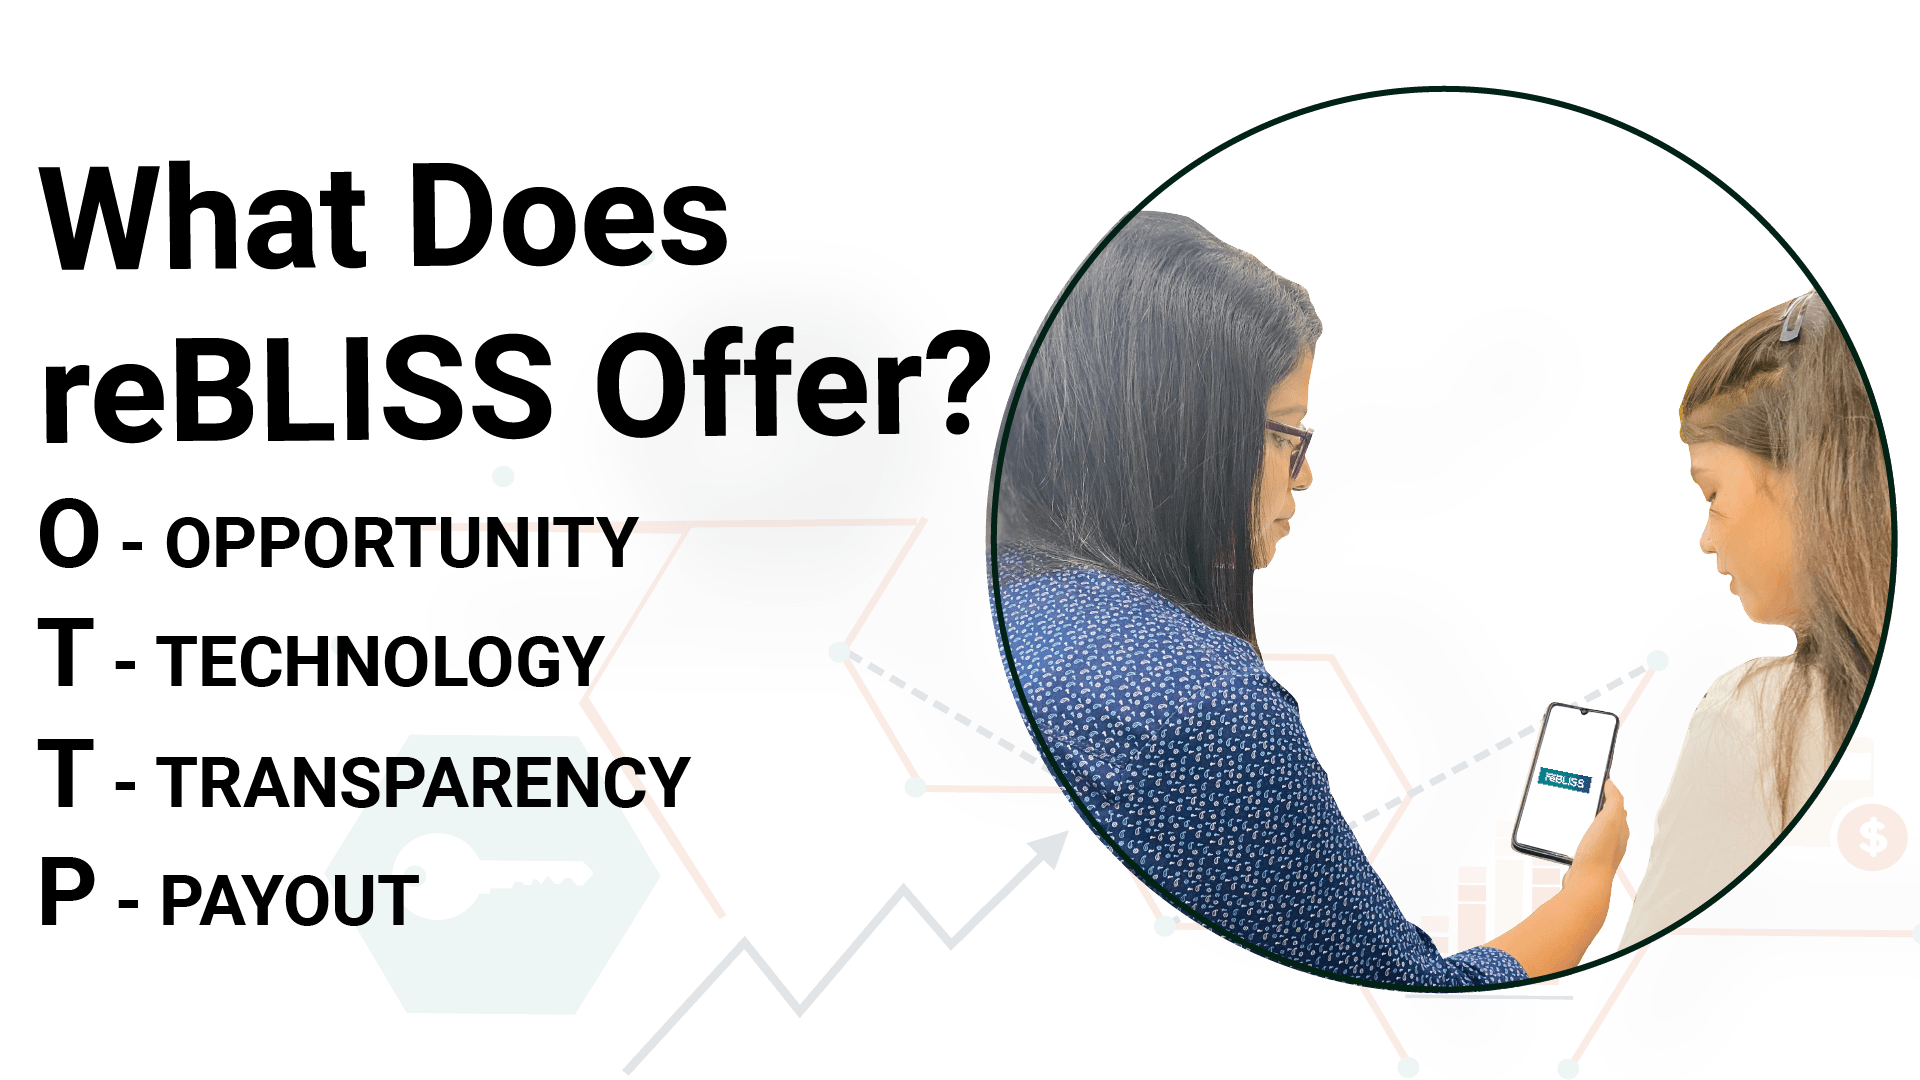 What Does
reBLISS Offer?
O - OPPORTUNITY
T - TECHNOLOGY
T - TRANSPARENCY
P - PAYOUT
reBLISS
$